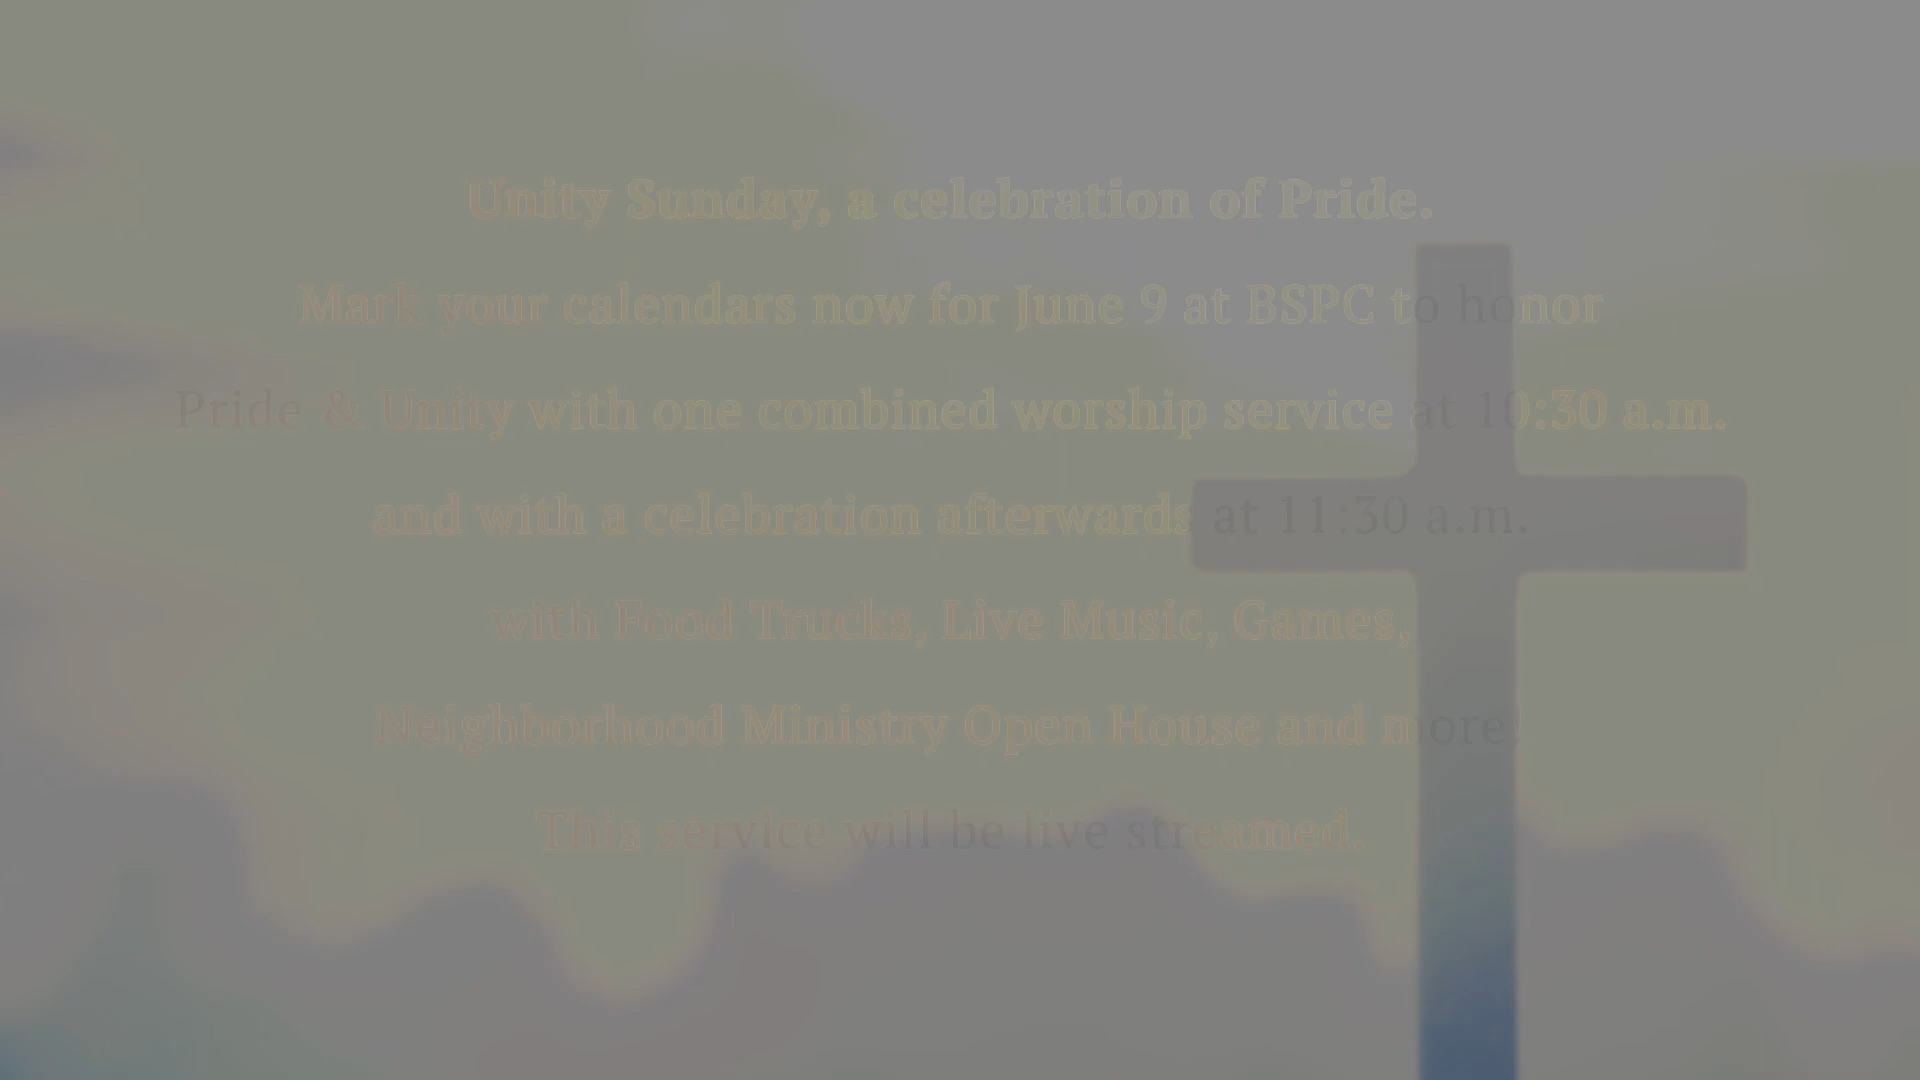 Unity Sunday, a celebration of Pride.
Mark your calendars now for June 9 at BSPC to honor
Pride & Unity with one combined worship service at 10:30 a.m.
and with a celebration afterwards at 11:30 a.m.
with Food Trucks, Live Music, Games,
Neighborhood Ministry Open House and more!
This service will be live streamed.